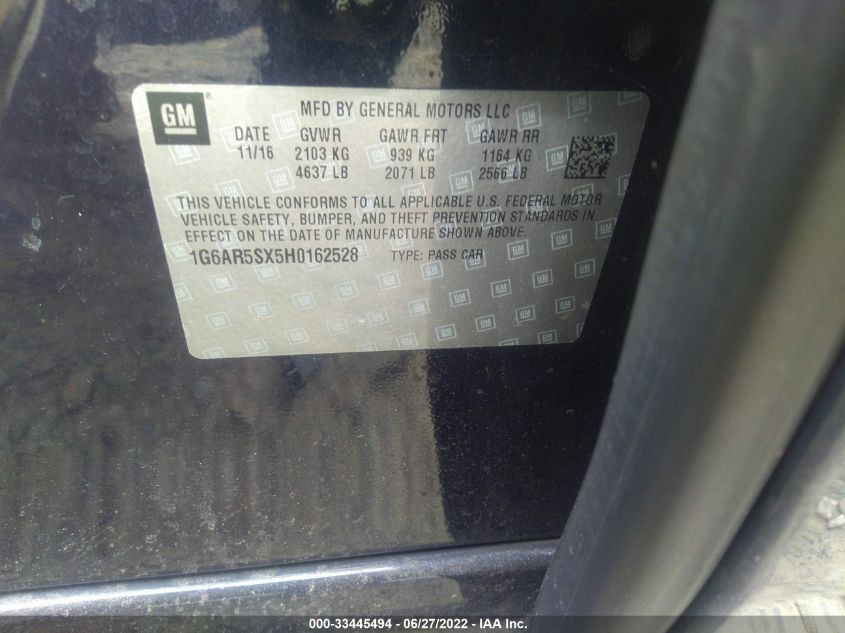 GM
MFD BY GENERAL MOTORS LLC
DATE GVWR GAWR FRT GAWR RR
11/16 2103 KG 939 KG 1164 KG
4637 LB 2071 LB 2566 LB
THIS VEHICLE CONFORMS TO ALL APPLICABLE U.S. FEDERAL MOTOR
VEHICLE SAFETY, BUMPER, AND THEFT PREVENTION STANDARDS IN
EFFECT ON THE DATE OF MANUFACTURE SHOWN ABOVE.
1G6AR5SX5H0162528 TYPE: PASS CAR
000-33445494 - 06/27/2022 - IAA Inc.